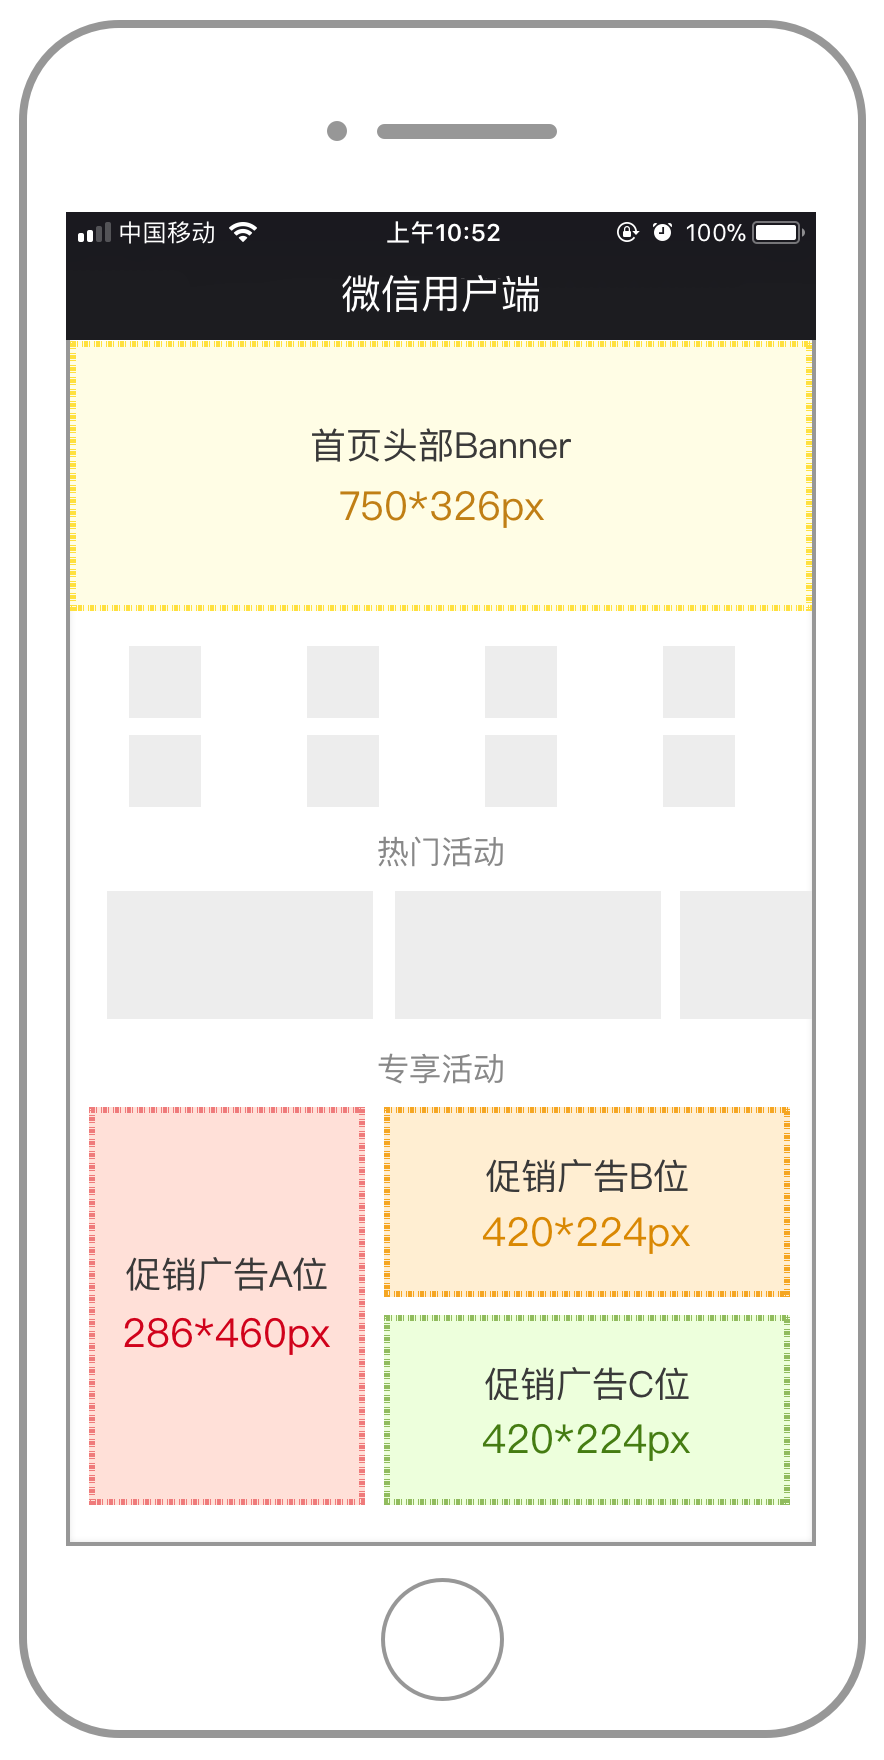 中国移动 上午10:52 100%
微信用户端
首页头部Banner
750*326px
热门活动
专享活动
促销广告A位
286*460px
促销广告B位
420*224px
促销广告C位
420*224px